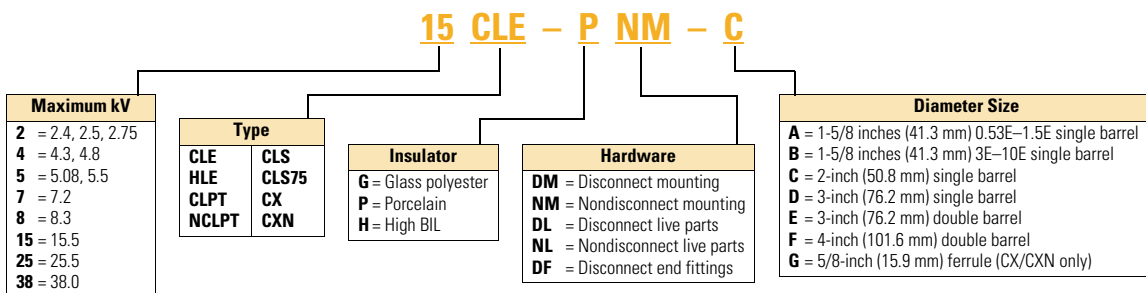 15 CLE – P NM – C
Maximum kV
2 = 2.4, 2.5, 2.75
4 = 4.3, 4.8
5 = 5.08, 5.5
7 = 7.2
8 = 8.3
15 = 15.5
25 = 25.5
38 = 38.0
Type
CLE CLS
HLE CLS75
CLPT CX
NCLPT CXN
Insulator
G = Glass polyester
P = Porcelain
H = High BIL
Hardware
DM = Disconnect mounting
NM = Nondisconnect mounting
DL = Disconnect live parts
NL = Nondisconnect live parts
DF = Disconnect end fittings
Diameter Size
A = 1-5/8 inches (41.3 mm) 0.53E–1.5E single barrel
B = 1-5/8 inches (41.3 mm) 3E–10E single barrel
C = 2-inch (50.8 mm) single barrel
D = 3-inch (76.2 mm) single barrel
E = 3-inch (76.2 mm) double barrel
F = 4-inch (101.6 mm) double barrel
G = 5/8-inch (15.9 mm) ferrule (CX/CXN only)